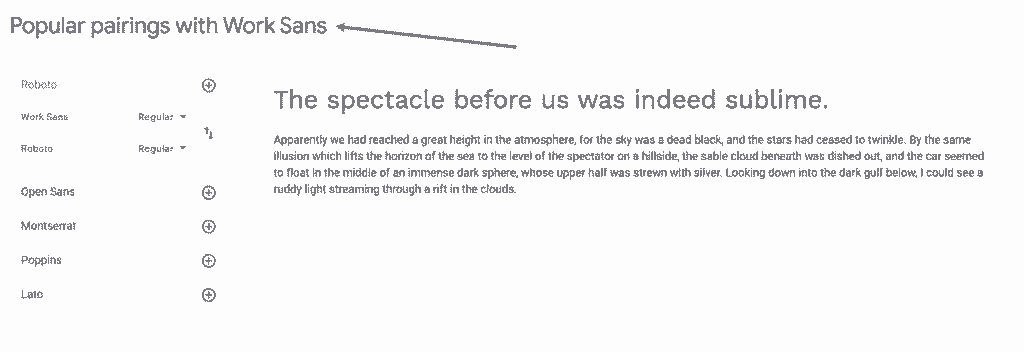 Popular pairings with Work Sans
Roboto
Work Sans Regular
Roboto Regular
Open Sans
Montserrat
Poppins
Lato
The spectacle before us was indeed sublime.
Apparently we had reached a great height in the atmosphere, for the sky was a dead black, and the stars had ceased to twinkle. By the same
illusion which lifts the horizon of the sea to the level of the spectator on a hillside, the sable cloud beneath was dished out, and the car seemed
to float in the middle of an immense dark sphere, whose upper half was strewn with silver. Looking down into the dark gulf below, I could see a
ruddy light streaming through a rift in the clouds.